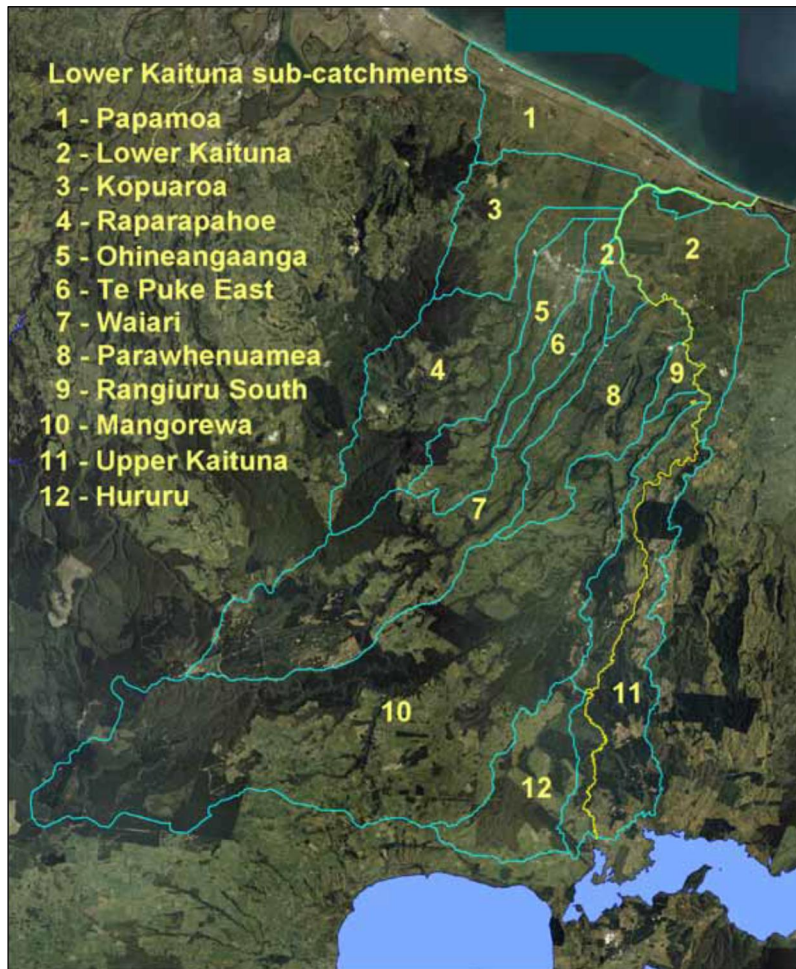 Lower Kaituna sub-catchments
1 - Papamoa
2 - Lower Kaituna
3 - Kopuaroa
4 - Raparapahoe
5 - Ohineangaanga
6 - Te Puke East
7 - Waiari
8 - Parawhenuamea
9 - Rangiuru South
10 - Mangorewa
11 - Upper Kaituna
12 - Hururu
1
3
2
2
5
6
4
8
9
7
10
11
12